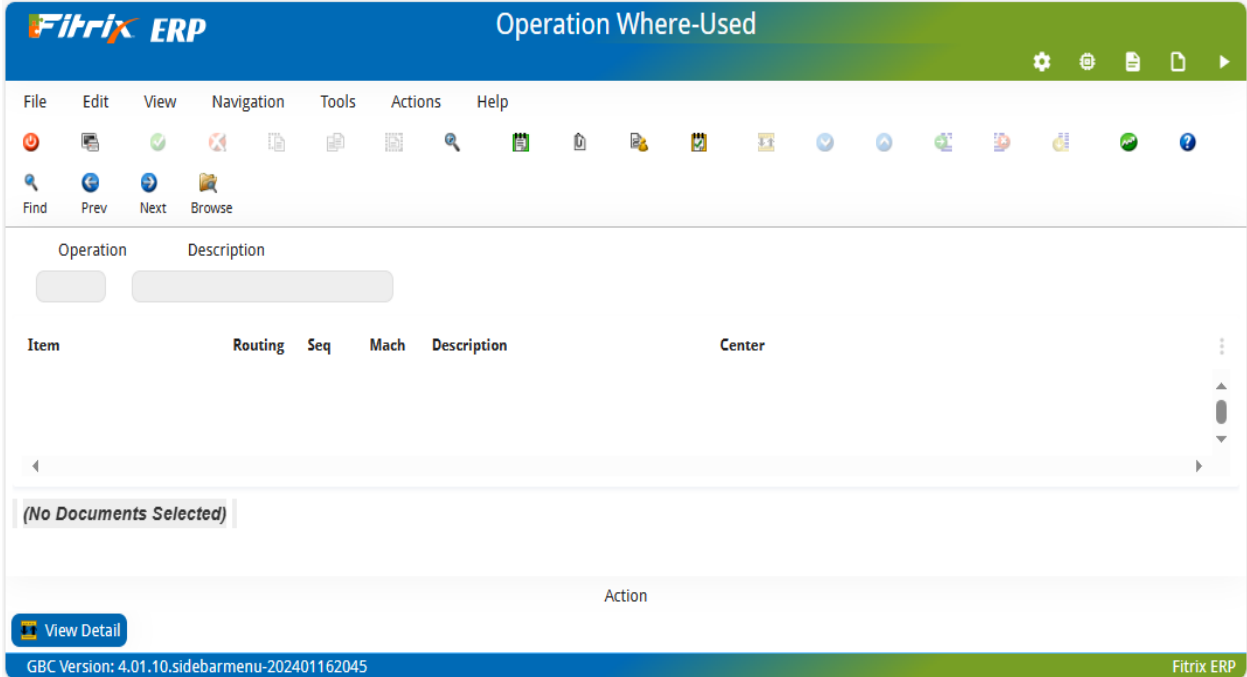 Fitrix ERP
Operation Where-Used
File Edit View Navigation Tools Actions Help
Find Prev Next Browse
Operation Description
Item Routing Seq Mach Description Center
(No Documents Selected)
Action
View Detail
GBC Version: 4.01.10.sidebarmenu-202401162045 Fitrix ERP